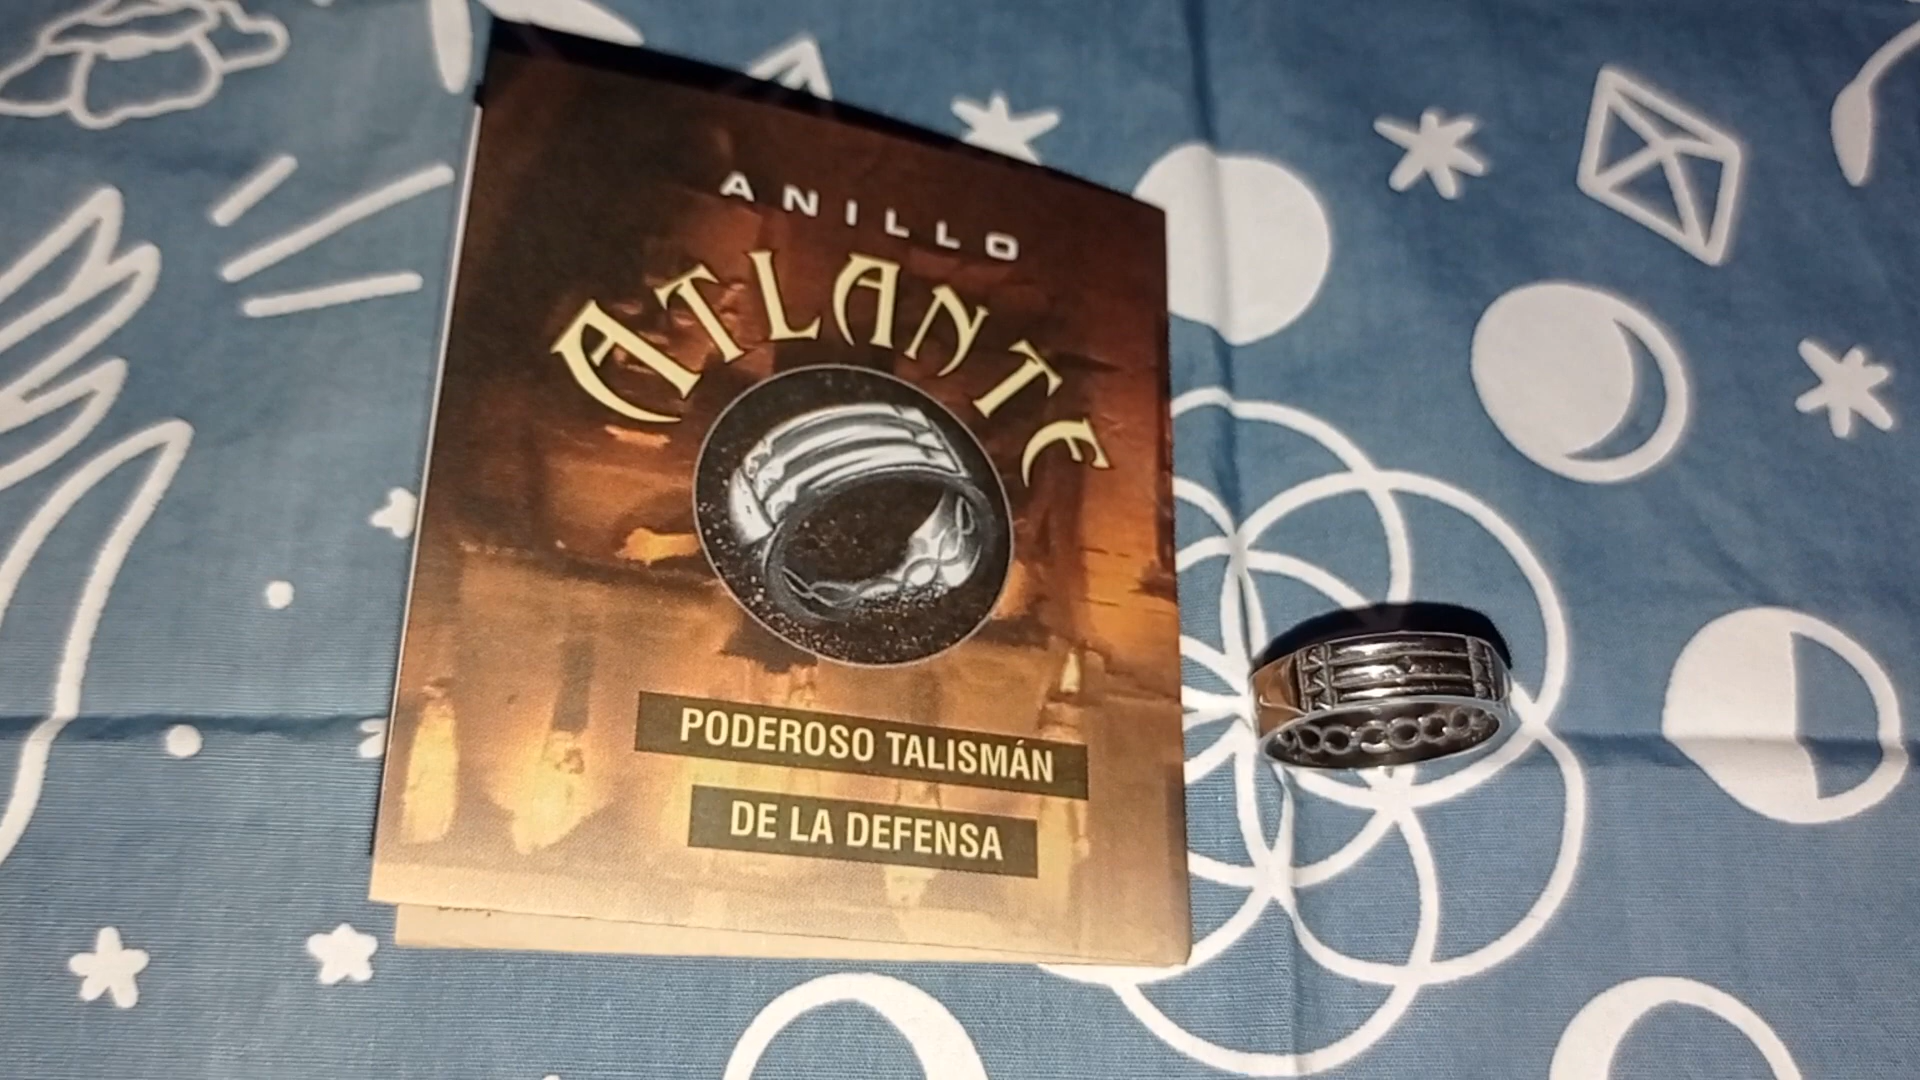 ANILLO
ATLANTE
PODEROSO TALISMÁN
DE LA DEFENSA